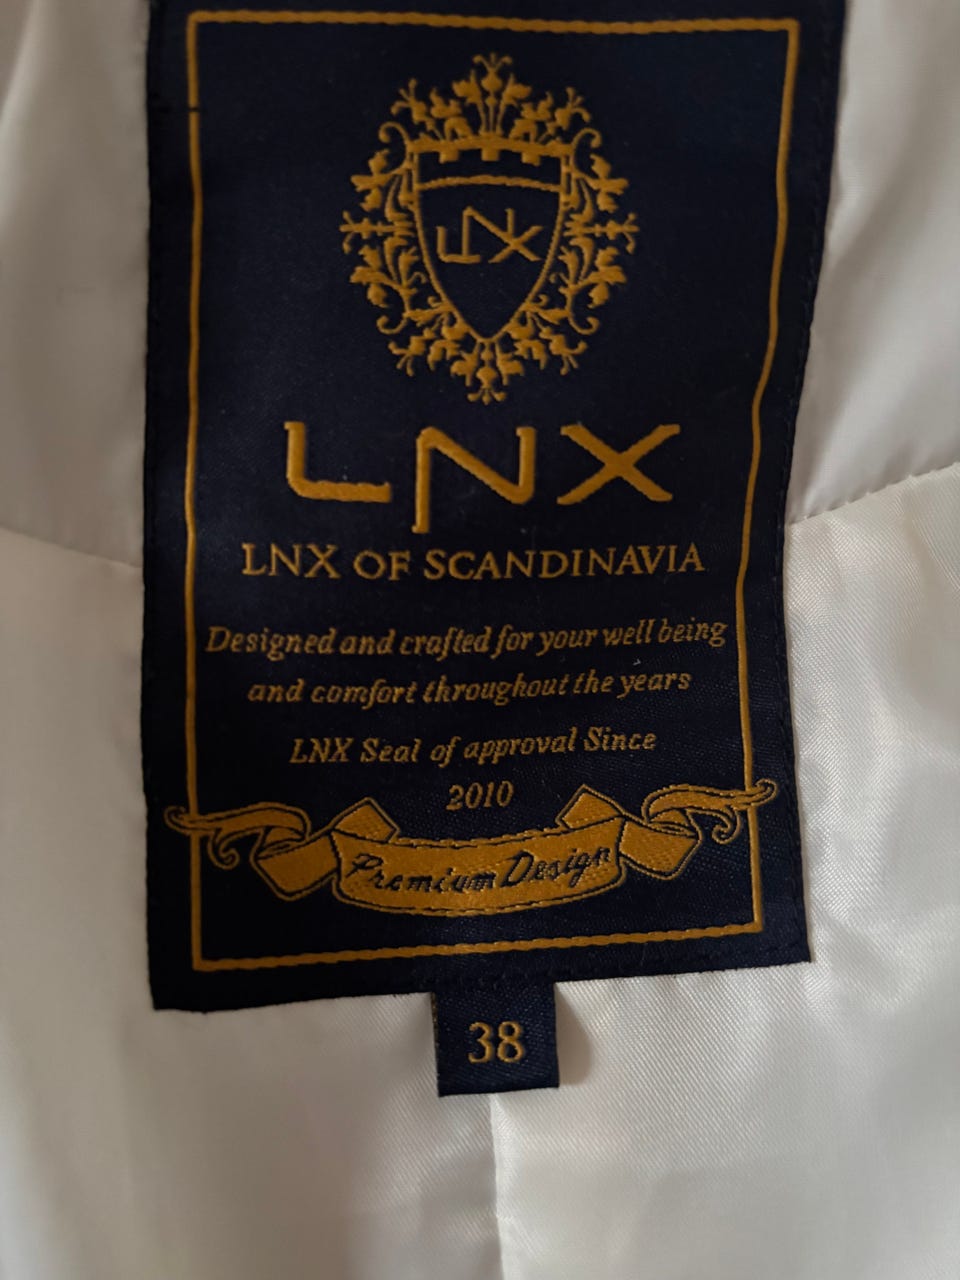 LNX
LNX
LNX OF SCANDINAVIA
Designed and crafted for your well being
and comfort throughout the years
LNX Seal of approval Since
2010
Premium Design
38